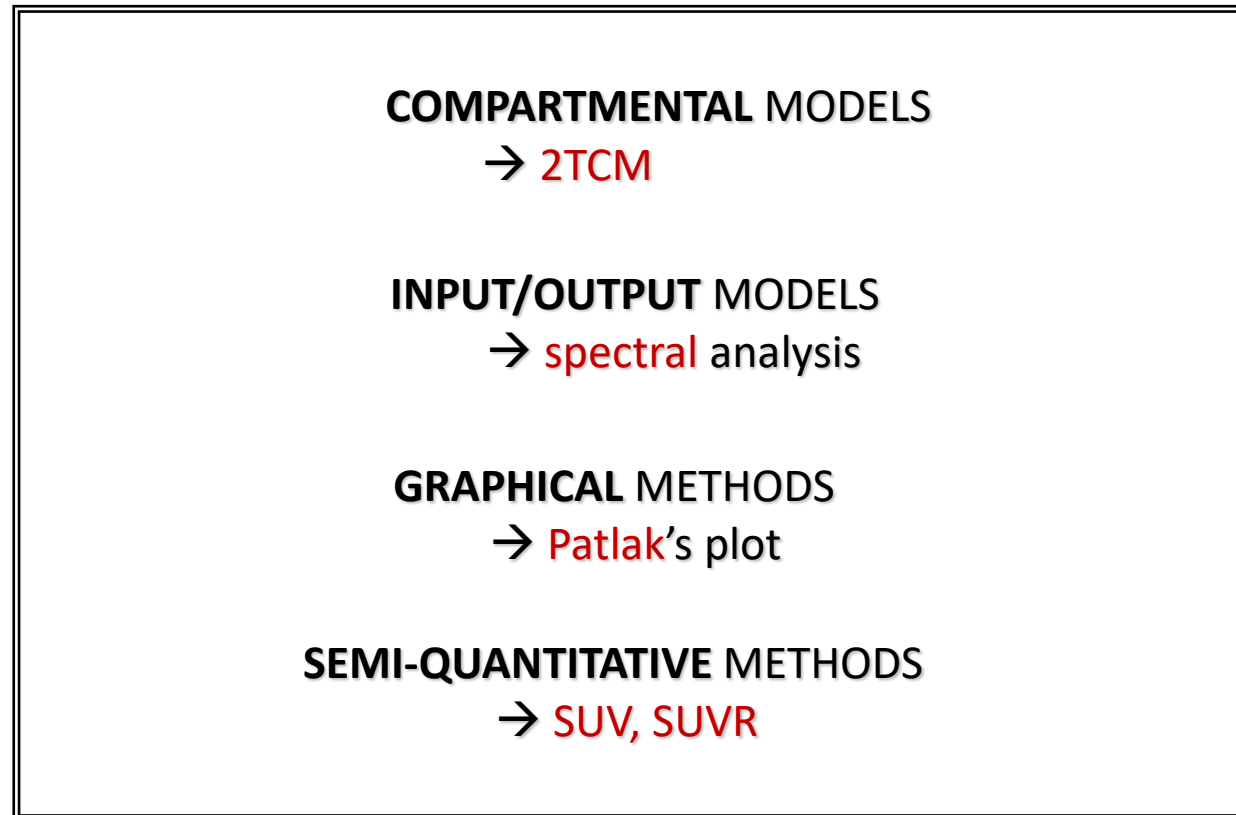 COMPARTMENTAL MODELS
→ 2TCM
INPUT/OUTPUT MODELS
→ spectral analysis
GRAPHICAL METHODS
→ Patlak’s plot
SEMI-QUANTITATIVE METHODS
→ SUV, SUVR